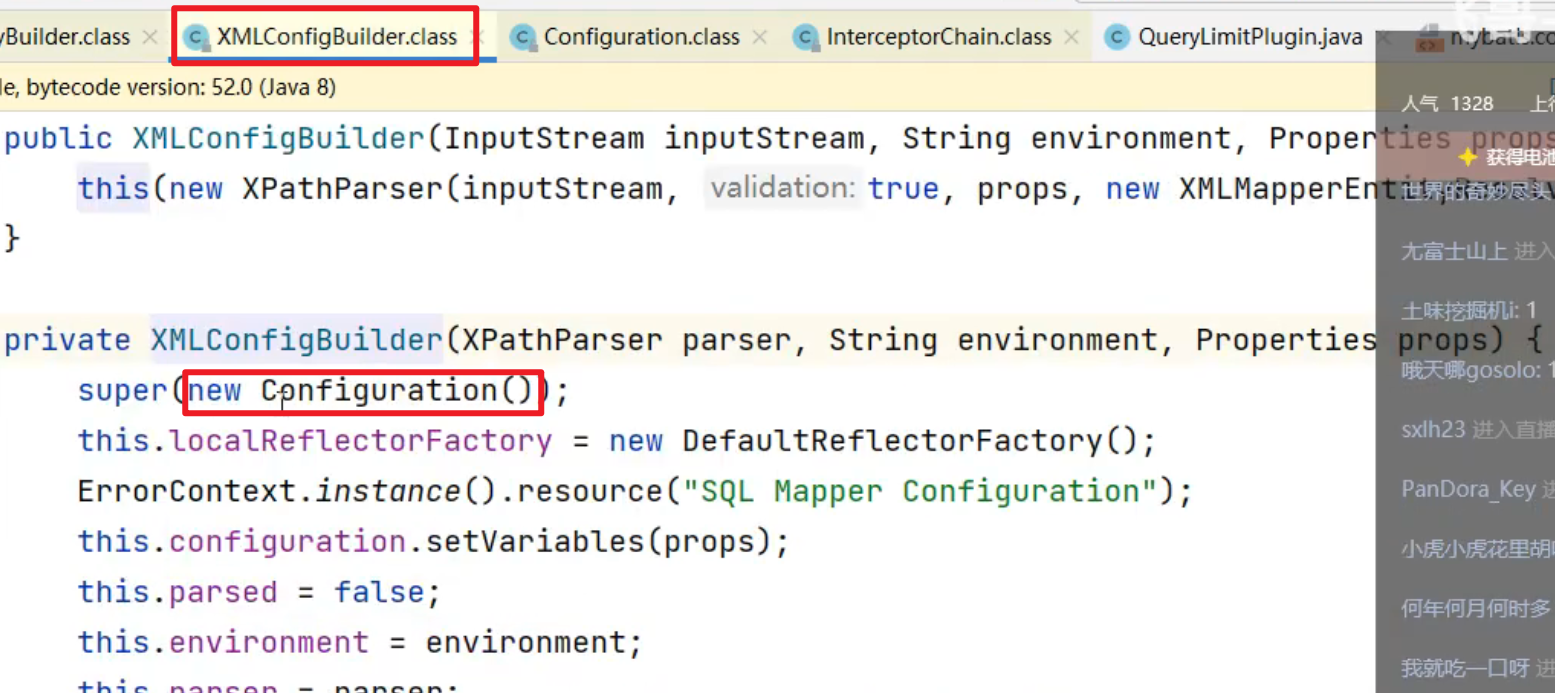 yBuilder.class XMLConfigBuilder.class Configuration.class InterceptorChain.class QueryLimitPlugin.java
le, bytecode version: 52.0 (Java 8)
public XMLConfigBuilder(InputStream inputStream, String environment, Properties props
this(new XPathParser(inputStream, validation: true, props, new
}
private XMLConfigBuilder(XPathParser parser, String environment, Properties props) {
super(new Configuration());
this.localReflectorFactory = new DefaultReflectorFactory();
ErrorContext.instance().resource("SQL Mapper Configuration");
this.configuration.setVariables(props);
this.parsed = false;
this.environment = environment;
this.parser = parser;
人气 1328
获得电池
世界的奇妙尽头
尢富士山上 进入
土味挖掘机i: 1
哦天哪gosolo: 1
sxlh23 进入直播
PanDora_Key 进
小虎小虎花里胡
何年何月何时多
我就吃一口呀 进